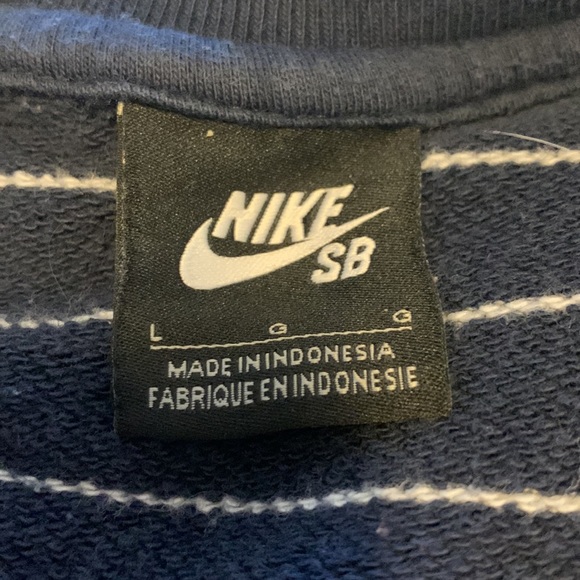 NIKE
SB
L G G
MADE IN INDONESIA
FABRIQUE EN INDONESIE